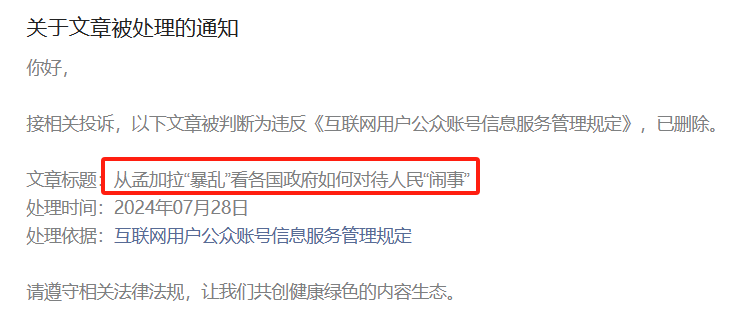 关于文章被处理的通知
你好，
接相关投诉，以下文章被判断为违反《互联网用户公众账号信息服务管理规定》，已删除。
文章标题：从孟加拉“暴乱”看各国政府如何对待人民“闹事”
处理时间：2024年07月28日
处理依据：互联网用户公众账号信息服务管理规定
请遵守相关法律法规，让我们共创健康绿色的内容生态。